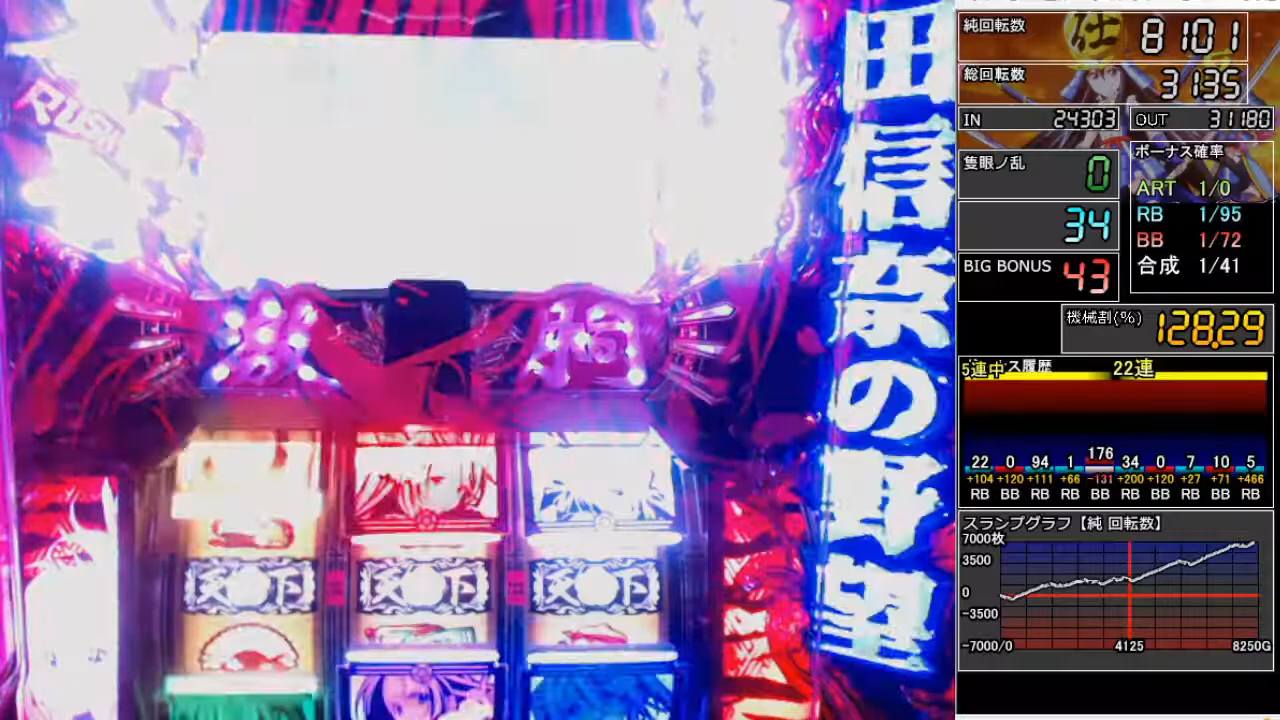 RUSH
田信奈の野望
天下
天下
天下
純回転数 8101
総回転数 3135
IN 24303 OUT 31180
隻眼ノ乱 0
34
BIG BONUS 43
ボーナス確率
ART 1/0
RB 1/95
BB 1/72
合成 1/41
機械割(%) 128.29
5連中 ス履歴 22連
22 0 94 1 176 34 0 7 10 5
+104 +120 +111 +66 -131 +200 +120 +27 +71 +466
RB BB RB RB BB RB BB RB BB RB
スランプグラフ【純 回転数】
7000枚
3500
0
-3500
-7000/0 4125 8250G